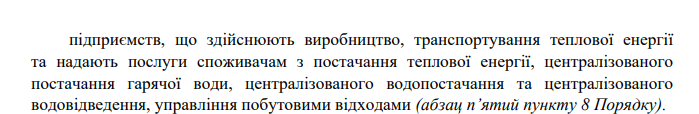 підприємств, що здійснюють виробництво, транспортування теплової енергії
та надають послуги споживачам з постачання теплової енергії, централізованого
постачання гарячої води, централізованого водопостачання та централізованого
водовідведення, управління побутовими відходами (абзац п’ятий пункту 8 Порядку).